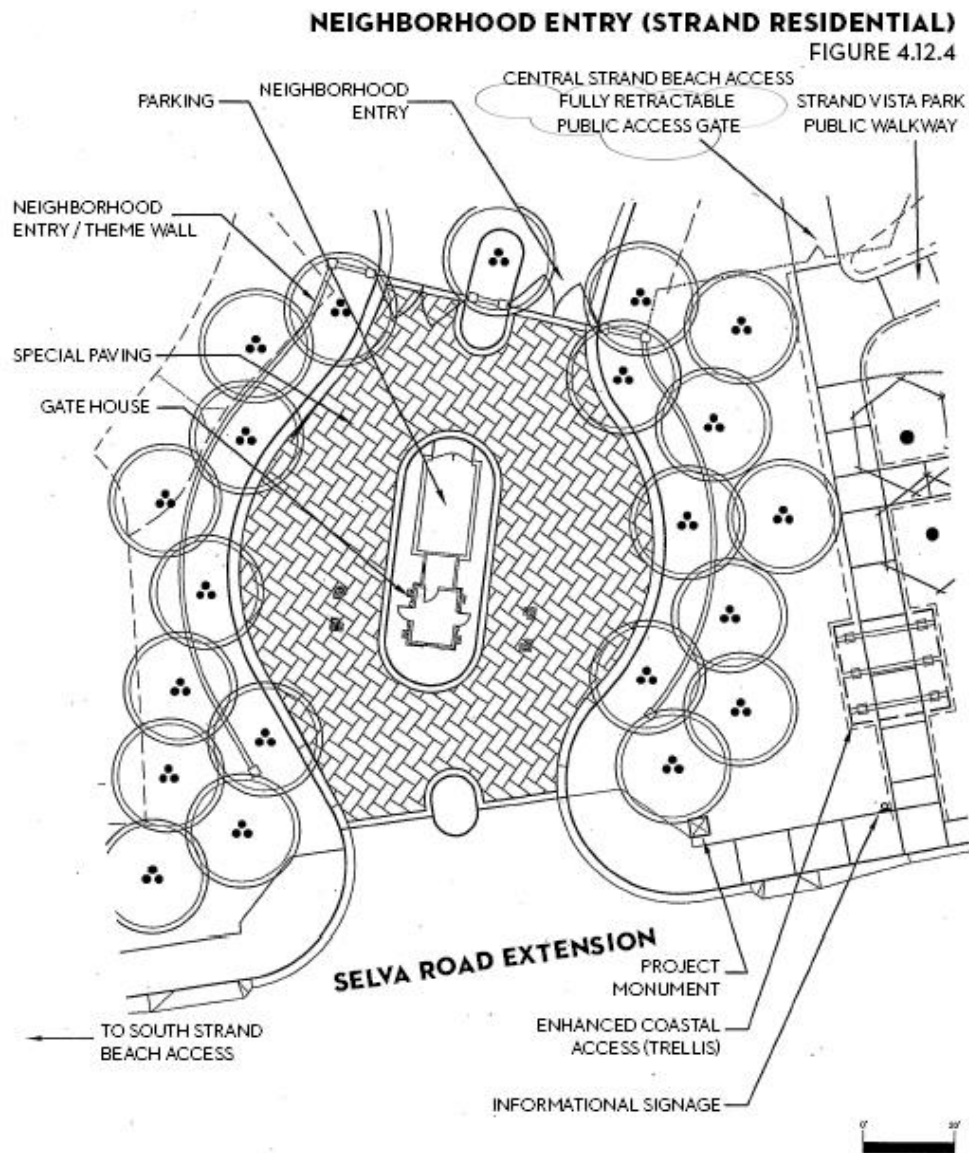 NEIGHBORHOOD ENTRY (STRAND RESIDENTIAL)
FIGURE 4.12.4
CENTRAL STRAND BEACH ACCESS
FULLY RETRACTABLE
PUBLIC ACCESS GATE
STRAND VISTA PARK
PUBLIC WALKWAY
PARKING
NEIGHBORHOOD
ENTRY
NEIGHBORHOOD
ENTRY / THEME WALL
SPECIAL PAVING
GATE HOUSE
SELVA ROAD EXTENSION
PROJECT
MONUMENT
TO SOUTH STRAND
BEACH ACCESS
ENHANCED COASTAL
ACCESS (TRELLIS)
INFORMATIONAL SIGNAGE
0' 20'